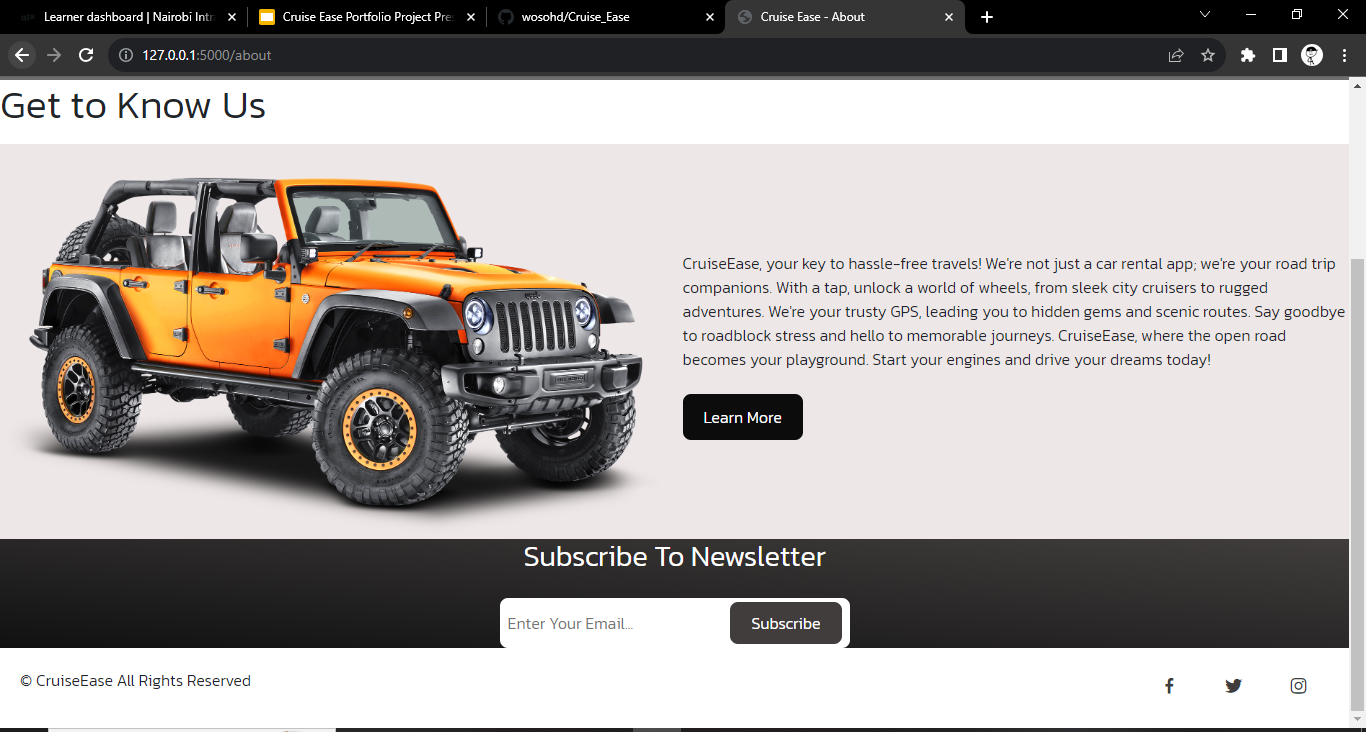 Learner dashboard | Nairobi Intr
Cruise Ease Portfolio Project Pre
wosohd/Cruise_Ease
Cruise Ease - About
127.0.0.1:5000/about
Get to Know Us
CruiseEase, your key to hassle-free travels! We're not just a car rental app; we're your road trip
companions. With a tap, unlock a world of wheels, from sleek city cruisers to rugged
adventures. We're your trusty GPS, leading you to hidden gems and scenic routes. Say goodbye
to roadblock stress and hello to memorable journeys. CruiseEase, where the open road
becomes your playground. Start your engines and drive your dreams today!
Learn More
Subscribe To Newsletter
Enter Your Email...
Subscribe
© CruiseEase All Rights Reserved